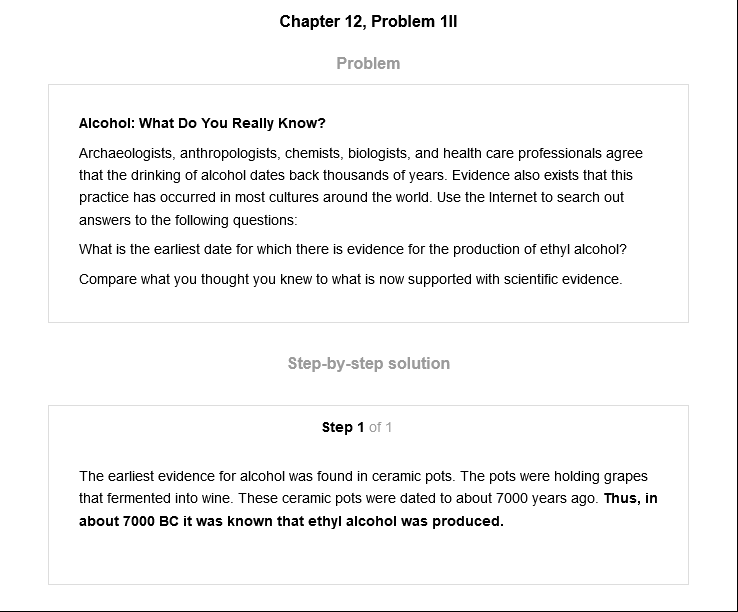 Chapter 12, Problem 1II
Problem
Alcohol: What Do You Really Know?
Archaeologists, anthropologists, chemists, biologists, and health care professionals agree
that the drinking of alcohol dates back thousands of years. Evidence also exists that this
practice has occurred in most cultures around the world. Use the Internet to search out
answers to the following questions:
What is the earliest date for which there is evidence for the production of ethyl alcohol?
Compare what you thought you knew to what is now supported with scientific evidence.
Step-by-step solution
Step 1 of 1
The earliest evidence for alcohol was found in ceramic pots. The pots were holding grapes
that fermented into wine. These ceramic pots were dated to about 7000 years ago. Thus, in
about 7000 BC it was known that ethyl alcohol was produced.